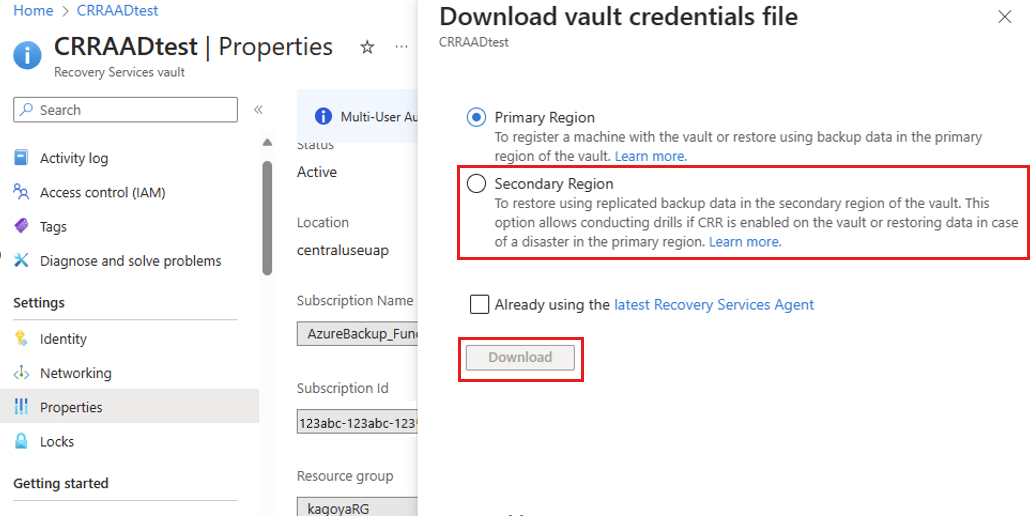 Home > CRRAADtest
CRRAADtest | Properties
Recovery Services vault
Search
Activity log
Access control (IAM)
Tags
Diagnose and solve problems
Settings
Identity
Networking
Properties
Locks
Getting started
Multi-User Au
Status
Active
Location
centraluseuap
Subscription Name
AzureBackup_Func
Subscription Id
123abc-123abc-123
Resource group
kagoyaRG
Download vault credentials file
CRRAADtest
Primary Region
To register a machine with the vault or restore using backup data in the primary
region of the vault. Learn more.
Secondary Region
To restore using replicated backup data in the secondary region of the vault. This
option allows conducting drills if CRR is enabled on the vault or restoring data in case
of a disaster in the primary region. Learn more.
Already using the latest Recovery Services Agent
Download